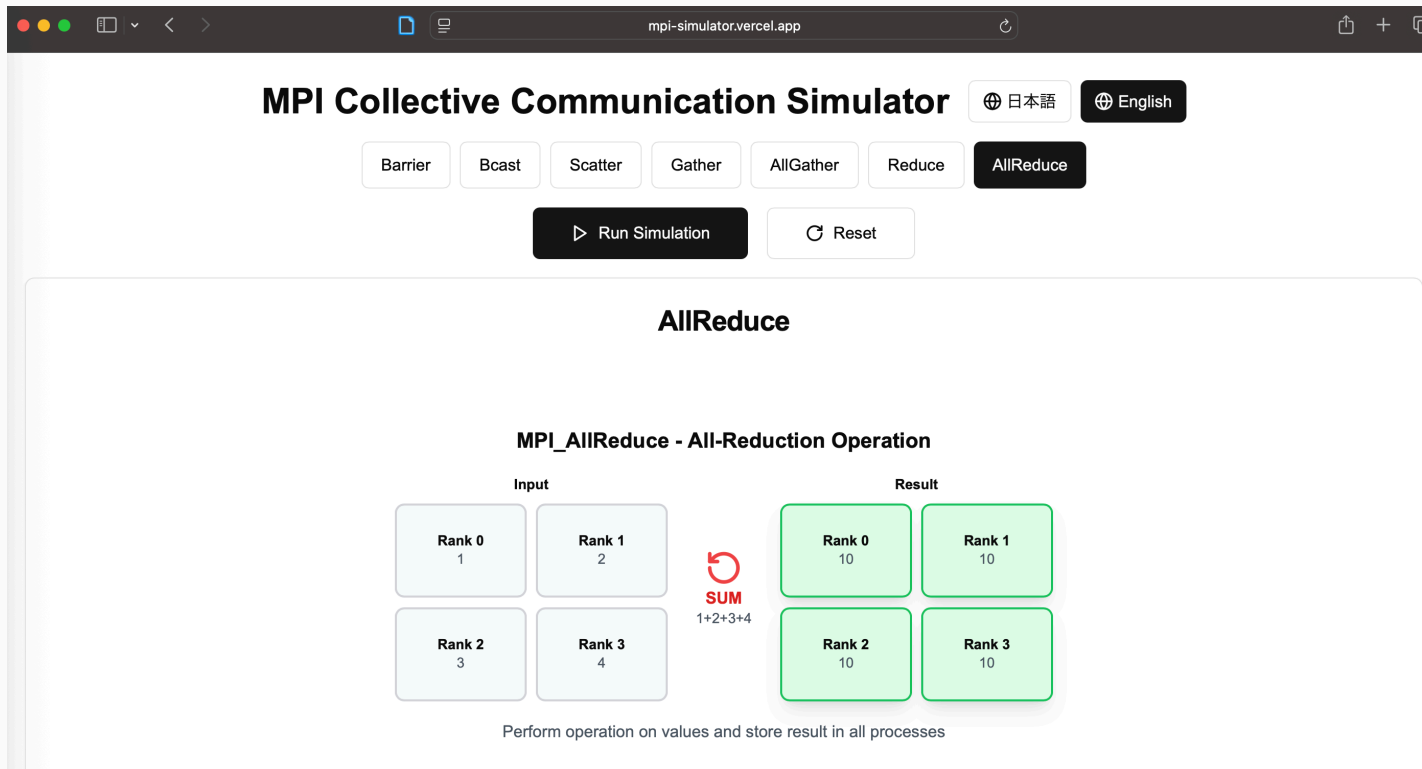 mpi-simulator.vercel.app
MPI Collective Communication Simulator
日本語
English
Barrier
Bcast
Scatter
Gather
AllGather
Reduce
AllReduce
Run Simulation
Reset
AllReduce
MPI_AllReduce - All-Reduction Operation
Input
Rank 0
1
Rank 1
2
Rank 2
3
Rank 3
4
SUM
1+2+3+4
Result
Rank 0
10
Rank 1
10
Rank 2
10
Rank 3
10
Perform operation on values and store result in all processes